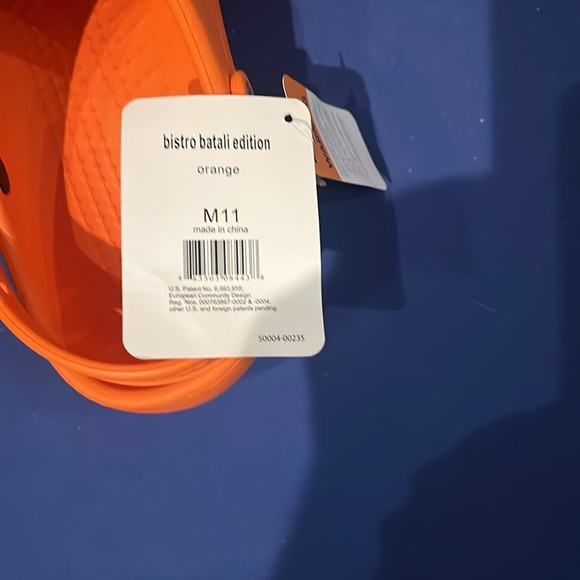 bistro batali edition
orange
M11
made in china
U.S. Patent No. 6,993,858;
European Community Design
Reg. Nos. 000763867-0002 & -0004;
other U.S. and foreign patents pending
S0004-00235